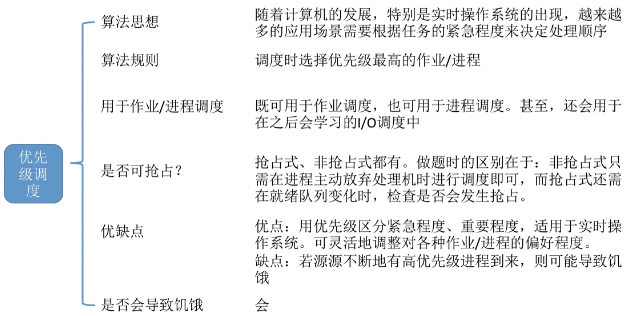 优先
级调
度
算法思想
随着计算机的发展，特别是实时操作系统的出现，越来越
多的应用场景需要根据任务的紧急程度来决定处理顺序
算法规则
调度时选择优先级最高的作业/进程
用于作业/进程调度
既可用于作业调度，也可用于进程调度。甚至，还会用于
在之后会学习的I/O调度中
是否可抢占？
抢占式、非抢占式都有。做题时的区别在于：非抢占式只
需在进程主动放弃处理机时进行调度即可，而抢占式还需
在就绪队列变化时，检查是否会发生抢占。
优缺点
优点：用优先级区分紧急程度、重要程度，适用于实时操
作系统。可灵活地调整对各种作业/进程的偏好程度。
缺点：若源源不断地有高优先级进程到来，则可能导致饥
饿
是否会导致饥饿
会